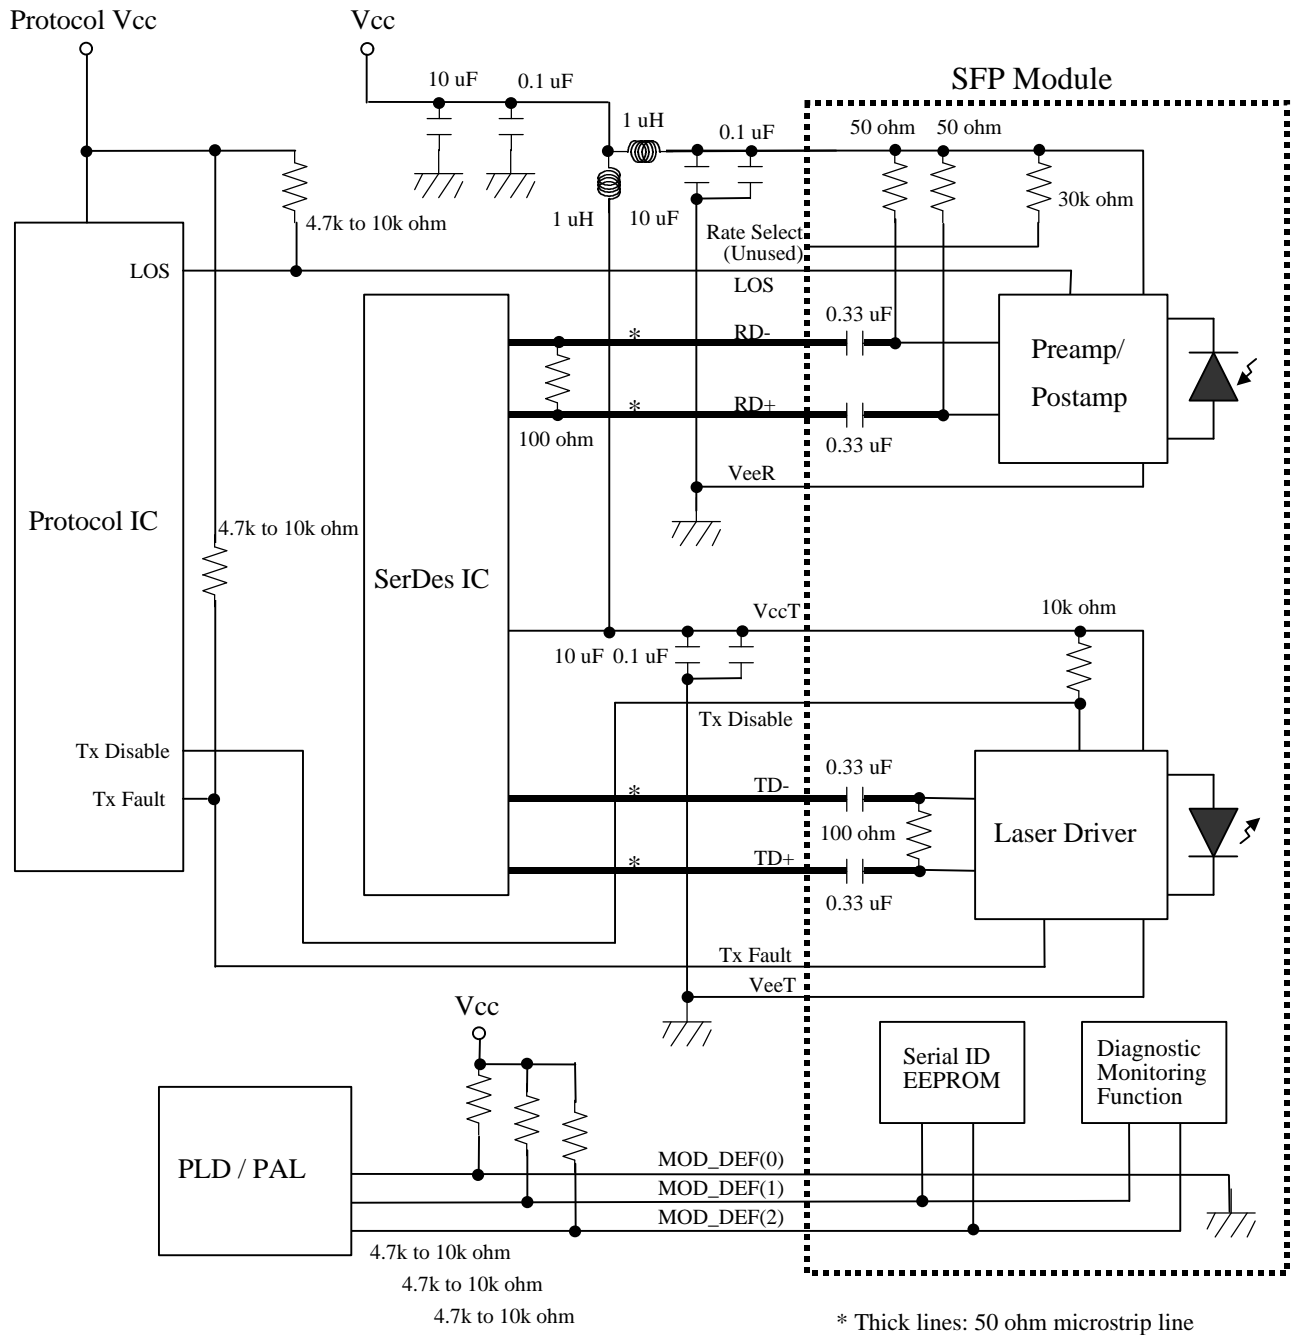 Protocol Vcc
Vcc
10 uF
0.1 uF
SFP Module
1 uH
0.1 uF
50 ohm
50 ohm
1 uH
10 uF
30k ohm
4.7k to 10k ohm
Rate Select
(Unused)
LOS
LOS
0.33 uF
*
RD-
Preamp/
Postamp
*
RD+
100 ohm
0.33 uF
VeeR
Protocol IC
4.7k to 10k ohm
SerDes IC
VccT
10k ohm
10 uF
0.1 uF
Tx Disable
Tx Disable
Tx Fault
0.33 uF
*
TD-
100 ohm
Laser Driver
*
TD+
0.33 uF
Tx Fault
VeeT
Vcc
Serial ID
EEPROM
Diagnostic
Monitoring
Function
PLD / PAL
MOD_DEF(0)
MOD_DEF(1)
MOD_DEF(2)
4.7k to 10k ohm
4.7k to 10k ohm
4.7k to 10k ohm
* Thick lines: 50 ohm microstrip line